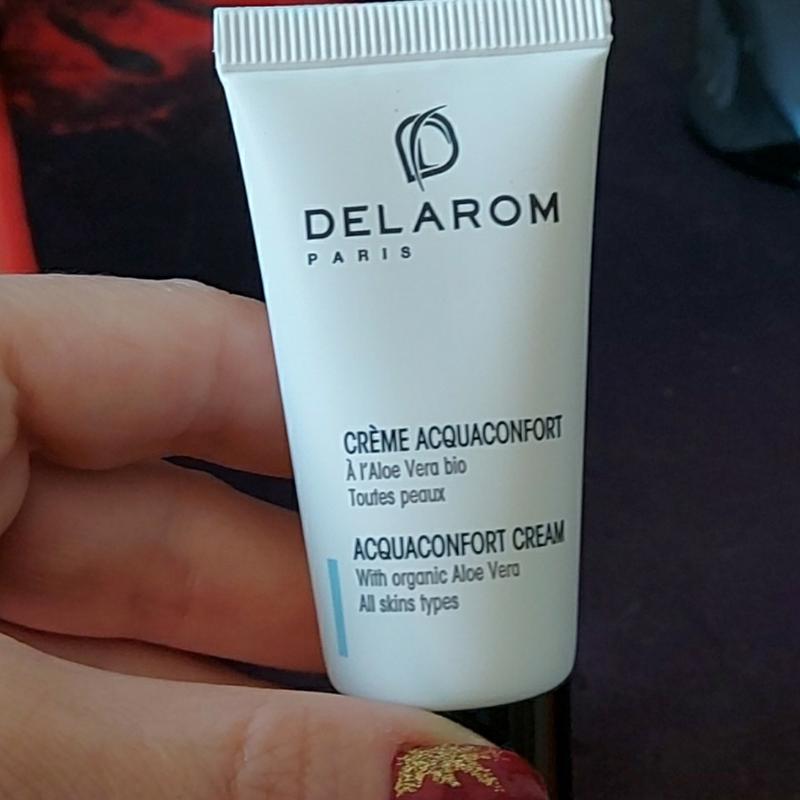 DELAROM
PARIS
CRÈME ACQUACONFORT
À l'Aloe Vera bio
Toutes peaux
ACQUACONFORT CREAM
With organic Aloe Vera
All skins types